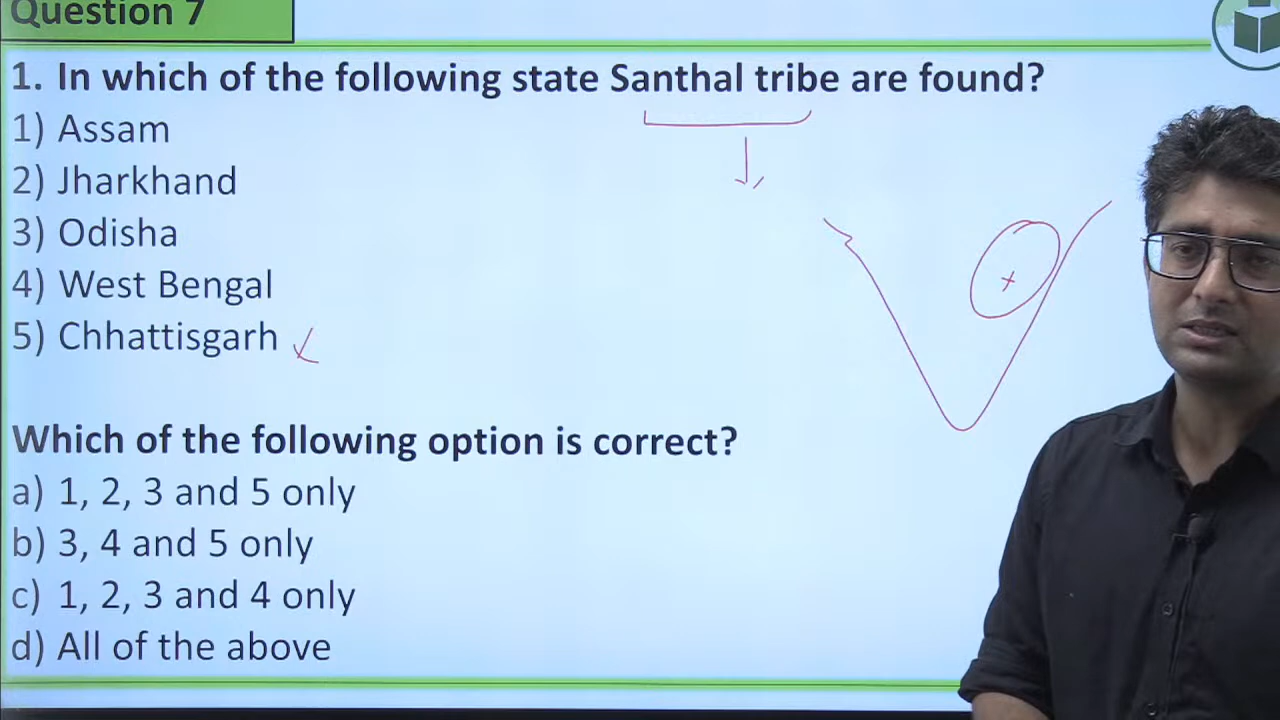 Question 7
1. In which of the following state Santhal tribe are found?
1) Assam
2) Jharkhand
3) Odisha
4) West Bengal
5) Chhattisgarh
Which of the following option is correct?
a) 1, 2, 3 and 5 only
b) 3, 4 and 5 only
c) 1, 2, 3 and 4 only
d) All of the above